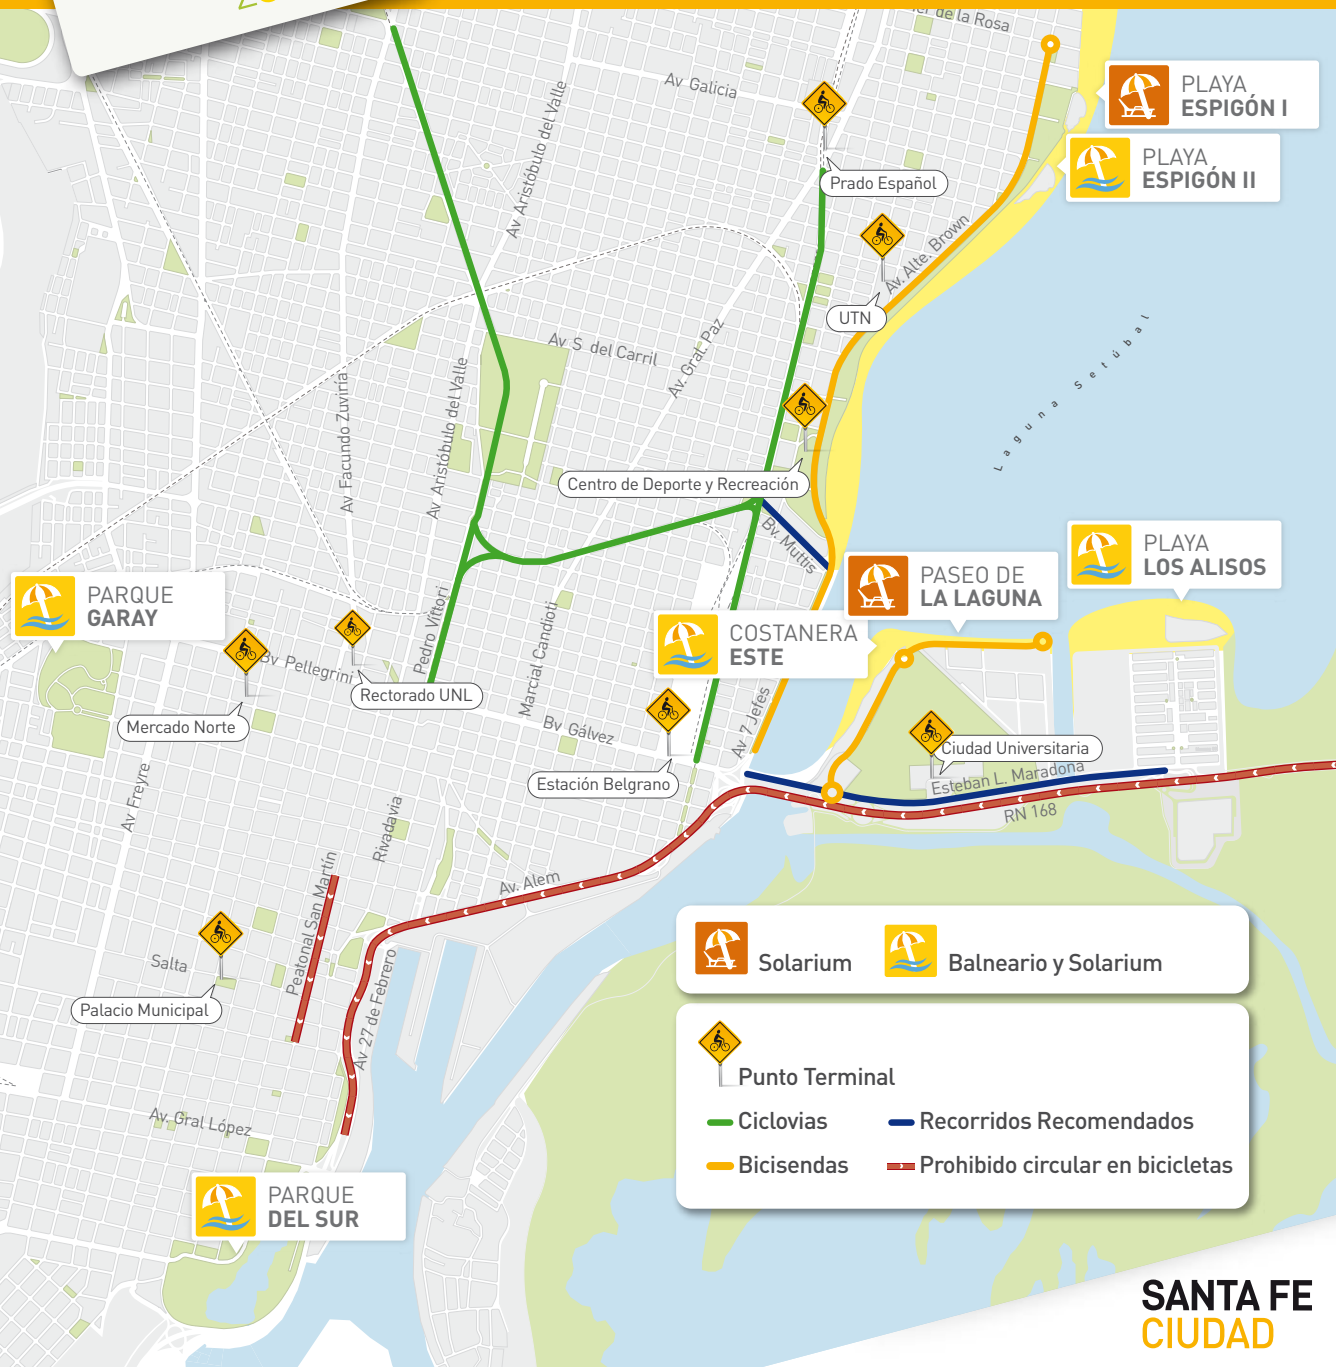 Av Galicia
PLAYA
ESPIGÓN I
PLAYA
ESPIGÓN II
Prado Español
Av Aristóbulo del Valle
Av. Alte. Brown
UTN
Laguna Setúbal
Av S del Carril
Av. Gral. Paz
Av Facundo Zuviría
Av Aristóbulo del Valle
Centro de Deporte y Recreación
Bv. Muttis
PLAYA
LOS ALISOS
PASEO DE
LA LAGUNA
PARQUE
GARAY
COSTANERA
ESTE
Pedro Vittori
Marcial Candioti
Bv Pellegrini
Rectorado UNL
Mercado Norte
Bv Gálvez
Av 7 Jefes
Estación Belgrano
Ciudad Universitaria
Esteban L. Maradona
RN 168
Av Freyre
Rivadavia
Av. Alem
Peatonal San Martín
Salta
Palacio Municipal
Av 27 de Febrero
Av. Gral López
PARQUE
DEL SUR
Solarium
Balneario y Solarium
Punto Terminal
Ciclovias
Recorridos Recomendados
Bicisendas
Prohibido circular en bicicletas
SANTA FE
CIUDAD